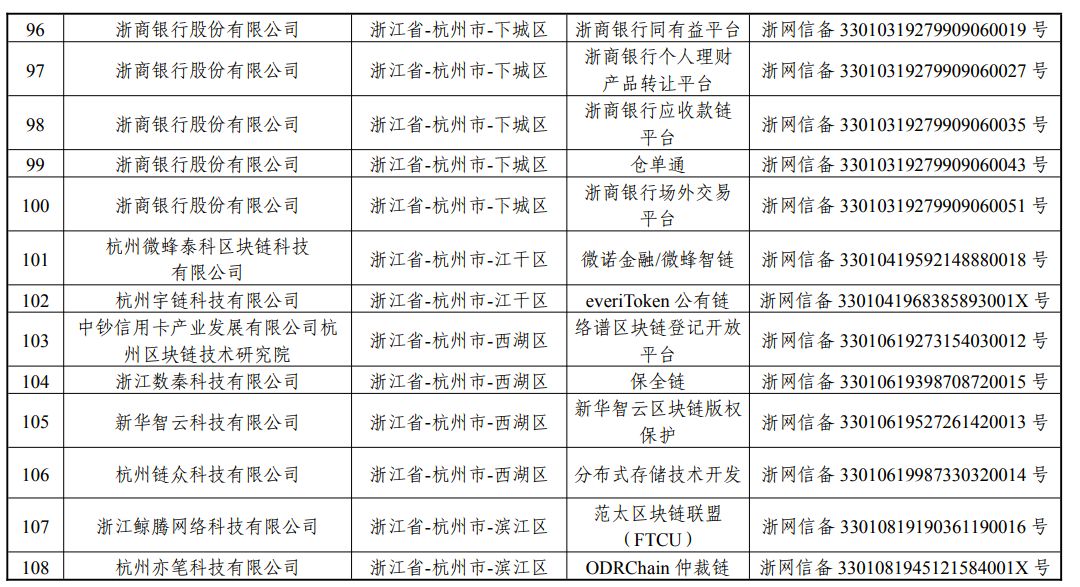 96 浙商银行股份有限公司 浙江省-杭州市-下城区 浙商银行同有益平台 浙网信备 33010319279909060019 号
97 浙商银行股份有限公司 浙江省-杭州市-下城区 浙商银行个人理财
产品转让平台 浙网信备 33010319279909060027 号
98 浙商银行股份有限公司 浙江省-杭州市-下城区 浙商银行应收款链
平台 浙网信备 33010319279909060035 号
99 浙商银行股份有限公司 浙江省-杭州市-下城区 仓单通 浙网信备 33010319279909060043 号
100 浙商银行股份有限公司 浙江省-杭州市-下城区 浙商银行场外交易
平台 浙网信备 33010319279909060051 号
101 杭州微蜂泰科区块链科技
有限公司 浙江省-杭州市-江干区 微诺金融/微蜂智链 浙网信备 33010419592148880018 号
102 杭州宇链科技有限公司 浙江省-杭州市-江干区 everiToken 公有链 浙网信备 3301041968385893001X 号
103 中钞信用卡产业发展有限公司杭
州区块链技术研究院 浙江省-杭州市-西湖区 络谱区块链登记开放
平台 浙网信备 33010619273154030012 号
104 浙江数秦科技有限公司 浙江省-杭州市-西湖区 保全链 浙网信备 33010619398708720015 号
105 新华智云科技有限公司 浙江省-杭州市-西湖区 新华智云区块链版权
保护 浙网信备 33010619527261420013 号
106 杭州链众科技有限公司 浙江省-杭州市-西湖区 分布式存储技术开发 浙网信备 33010619987330320014 号
107 浙江鲸腾网络科技有限公司 浙江省-杭州市-滨江区 范太区块链联盟
（FTCU） 浙网信备 33010819190361190016 号
108 杭州亦笔科技有限公司 浙江省-杭州市-滨江区 ODRChain 仲裁链 浙网信备 3301081945121584001X 号